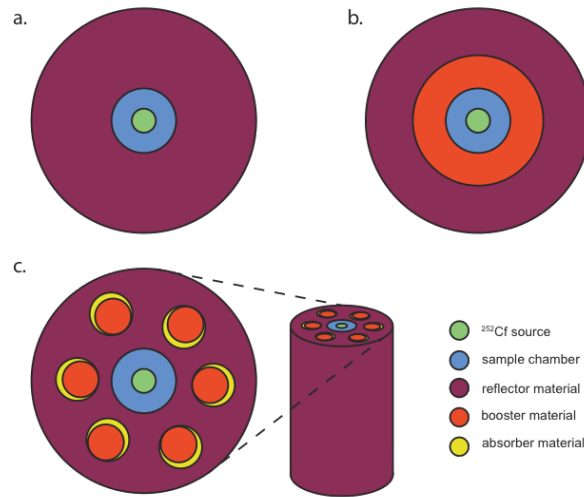 a.
b.
c.
²⁵²Cf source
sample chamber
reflector material
booster material
absorber material